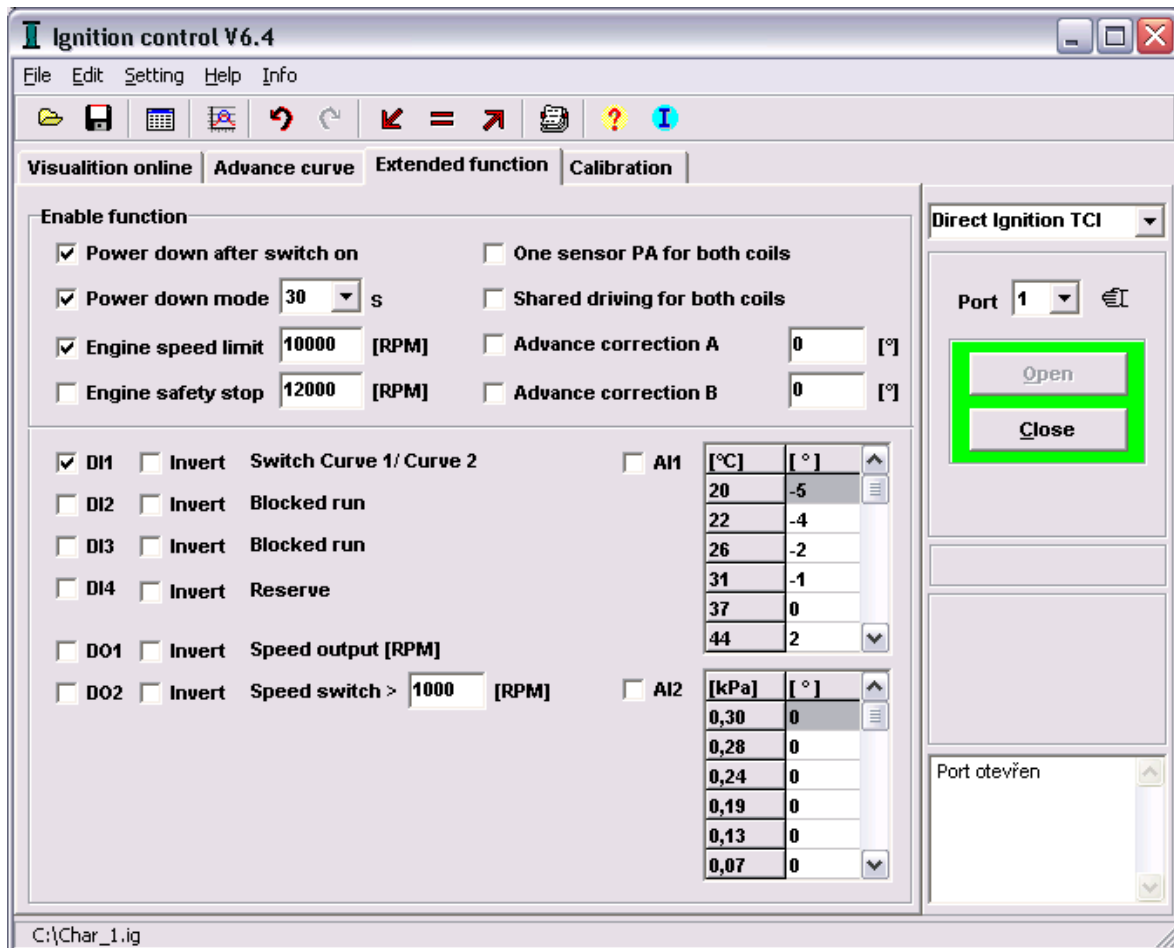 Ignition control V6.4
File Edit Setting Help Info
Visualition online Advance curve Extended function Calibration
Enable function
Power down after switch on One sensor PA for both coils
Power down mode 30 s Shared driving for both coils
Engine speed limit 10000 [RPM] Advance correction A 0 [°]
Engine safety stop 12000 [RPM] Advance correction B 0 [°]
DI1 Invert Switch Curve 1/ Curve 2
DI2 Invert Blocked run
DI3 Invert Blocked run
DI4 Invert Reserve
DO1 Invert Speed output [RPM]
DO2 Invert Speed switch > 1000 [RPM]
AI1 [°C] [ ° ]
20 -5
22 -4
26 -2
31 -1
37 0
44 2
AI2 [kPa] [ ° ]
0,30 0
0,28 0
0,24 0
0,19 0
0,13 0
0,07 0
Direct Ignition TCI
Port 1
Open
Close
Port otevřen
C:\Char_1.ig